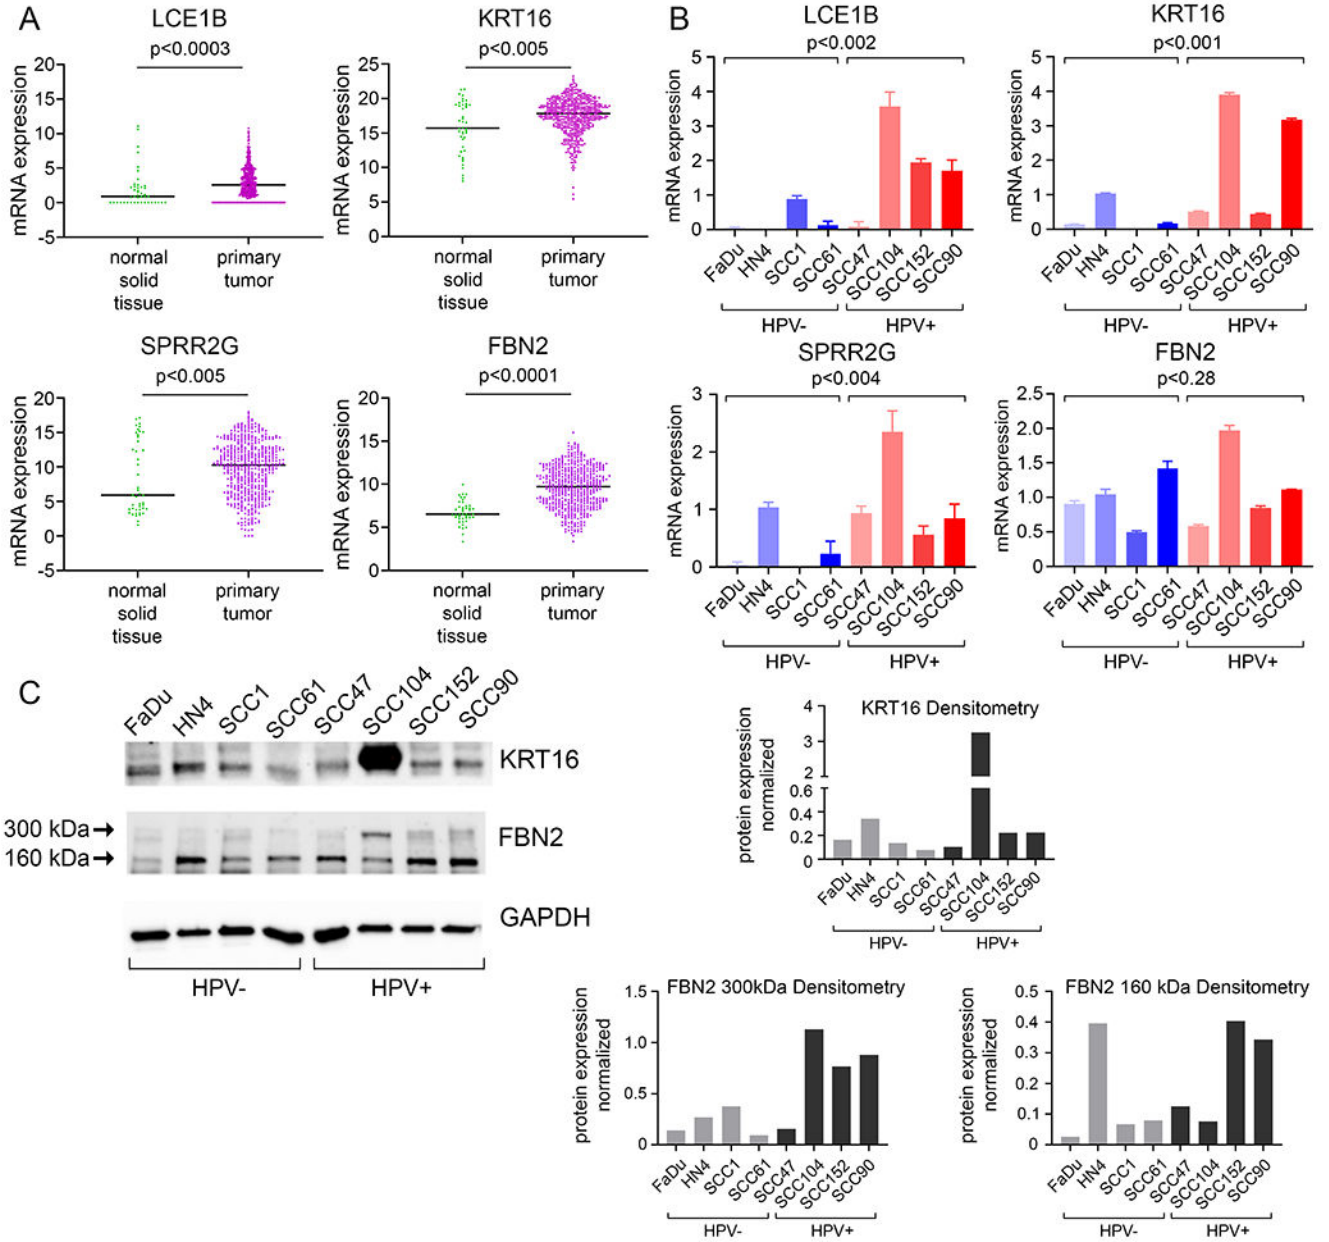 A
LCE1B
p<0.0003
mRNA expression
20
15
10
5
0
-5
normal
solid
tissue
primary
tumor
KRT16
p<0.005
mRNA expression
25
20
15
10
5
0
normal
solid
tissue
primary
tumor
SPRR2G
p<0.005
mRNA expression
20
15
10
5
0
-5
normal
solid
tissue
primary
tumor
FBN2
p<0.0001
mRNA expression
20
15
10
5
0
normal
solid
tissue
primary
tumor
B
LCE1B
p<0.002
mRNA expression
5
4
3
2
1
0
FaDu
HN4
SCC1
SCC61
SCC47
SCC104
SCC152
SCC90
HPV-
HPV+
KRT16
p<0.001
mRNA expression
5
4
3
2
1
0
FaDu
HN4
SCC1
SCC61
SCC47
SCC104
SCC152
SCC90
HPV-
HPV+
SPRR2G
p<0.004
mRNA expression
3
2
1
0
FaDu
HN4
SCC1
SCC61
SCC47
SCC104
SCC152
SCC90
HPV-
HPV+
FBN2
p<0.28
mRNA expression
2.5
2.0
1.5
1.0
0.5
0
FaDu
HN4
SCC1
SCC61
SCC47
SCC104
SCC152
SCC90
HPV-
HPV+
C
FaDu
HN4
SCC1
SCC61
SCC47
SCC104
SCC152
SCC90
KRT16
300 kDa
160 kDa
FBN2
GAPDH
HPV-
HPV+
KRT16 Densitometry
protein expression
normalized
4
3
2
0.6
0.4
0.2
0
FaDu
HN4
SCC1
SCC61
SCC47
SCC104
SCC152
SCC90
HPV-
HPV+
FBN2 300kDa Densitometry
protein expression
normalized
1.5
1.0
0.5
0
FaDu
HN4
SCC1
SCC61
SCC47
SCC104
SCC152
SCC90
HPV-
HPV+
FBN2 160 kDa Densitometry
protein expression
normalized
0.5
0.4
0.3
0.2
0.1
0
FaDu
HN4
SCC1
SCC61
SCC47
SCC104
SCC152
SCC90
HPV-
HPV+